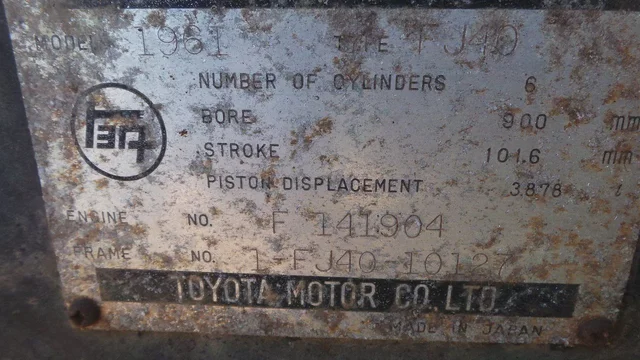 MODEL 1961 TYPE FJ40
NUMBER OF CYLINDERS 6
BORE 90.0 mm
STROKE 101.6 mm
PISTON DISPLACEMENT 3.878 l
ENGINE NO. F 141904
FRAME NO. 1-FJ40-10127
TOYOTA MOTOR CO.,LTD.
MADE IN JAPAN